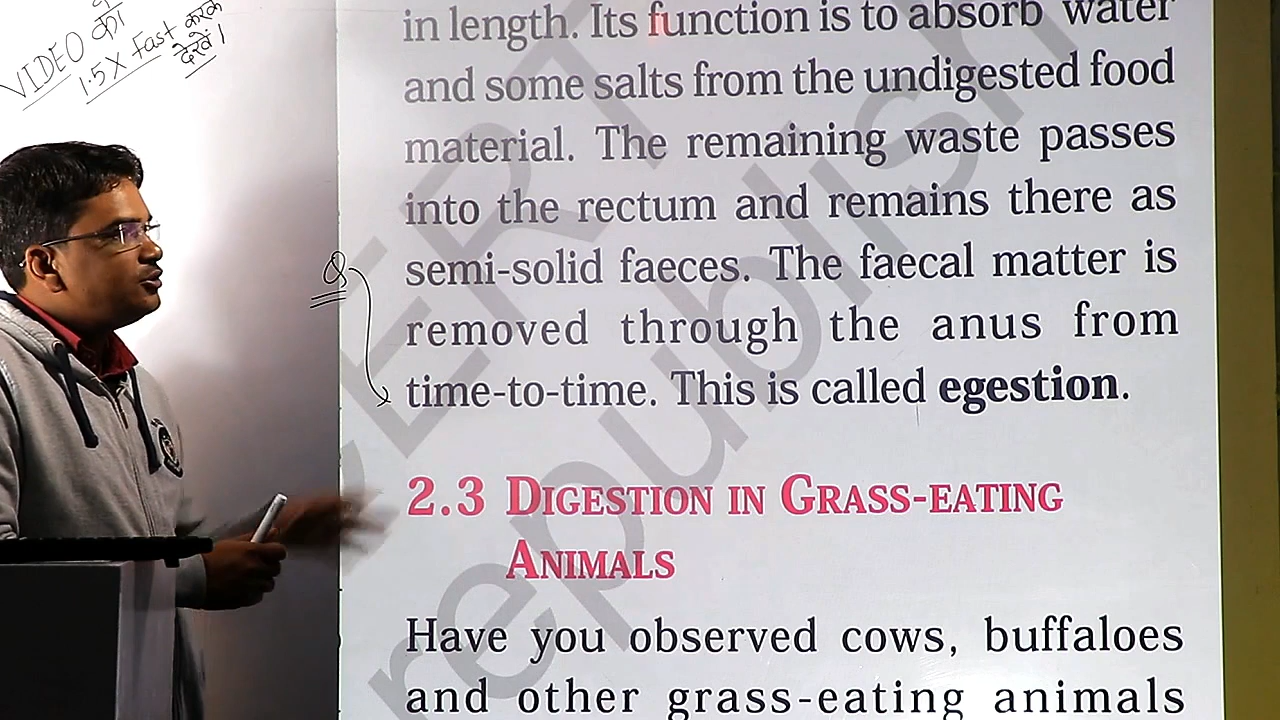 VIDEO को
1.5X Fast करके
देखें।
in length. Its function is to absorb water
and some salts from the undigested food
material. The remaining waste passes
into the rectum and remains there as
semi-solid faeces. The faecal matter is
removed through the anus from
time-to-time. This is called egestion.
Q
2.3 DIGESTION IN GRASS-EATING
ANIMALS
Have you observed cows, buffaloes
and other grass-eating animals
republish